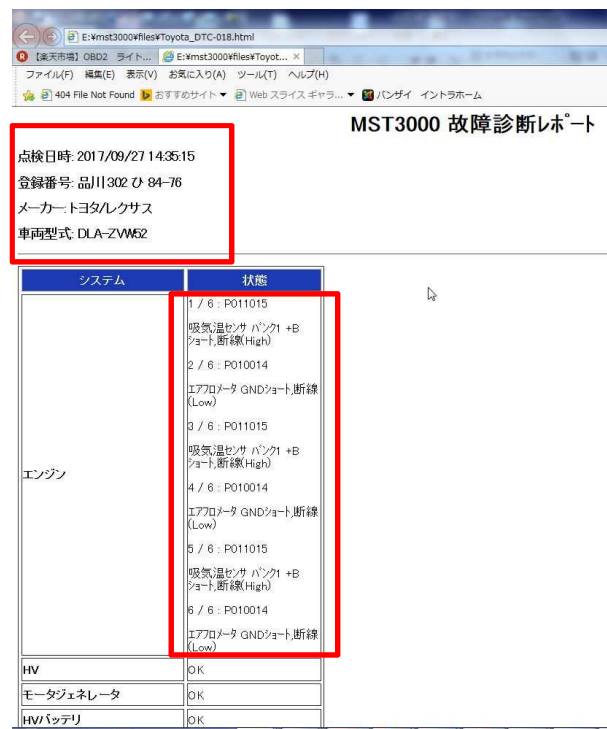 E:¥mst3000¥files¥Toyota_DTC-018.html
【楽天市場】OBD2 ライト...
E:¥mst3000¥files¥Toyot... ×
ファイル(F) 編集(E) 表示(V) お気に入り(A) ツール(T) ヘルプ(H)
404 File Not Found おすすめサイト ▼ Web スライス ギャラ... ▼ バンザイ イントラホーム
MST3000 故障診断レポート
点検日時: 2017/09/27 14:35:15
登録番号: 品川 302 ひ 84-76
メーカー: トヨタ/レクサス
車両型式: DLA-ZVW52
システム 状態
エンジン
1 / 6 : P011015
吸気温センサ バンク1 +B
ショート,断線(High)
2 / 6 : P010014
エアフロメータ GNDショート,断線
(Low)
3 / 6 : P011015
吸気温センサ バンク1 +B
ショート,断線(High)
4 / 6 : P010014
エアフロメータ GNDショート,断線
(Low)
5 / 6 : P011015
吸気温センサ バンク1 +B
ショート,断線(High)
6 / 6 : P010014
エアフロメータ GNDショート,断線
(Low)
HV OK
モータジェネレータ OK
HVバッテリ OK